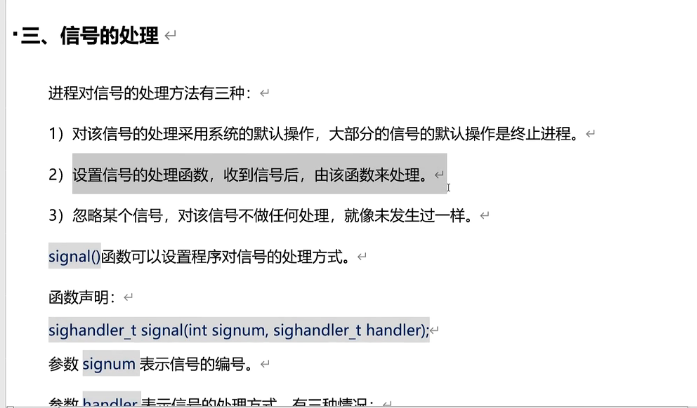 三、信号的处理
进程对信号的处理方法有三种：
1）对该信号的处理采用系统的默认操作，大部分的信号的默认操作是终止进程。
2）设置信号的处理函数，收到信号后，由该函数来处理。
3）忽略某个信号，对该信号不做任何处理，就像未发生过一样。
signal()函数可以设置程序对信号的处理方式。
函数声明：
sighandler_t signal(int signum, sighandler_t handler);
参数 signum 表示信号的编号。
参数 handler 表示信号的处理方式，有三种情况：